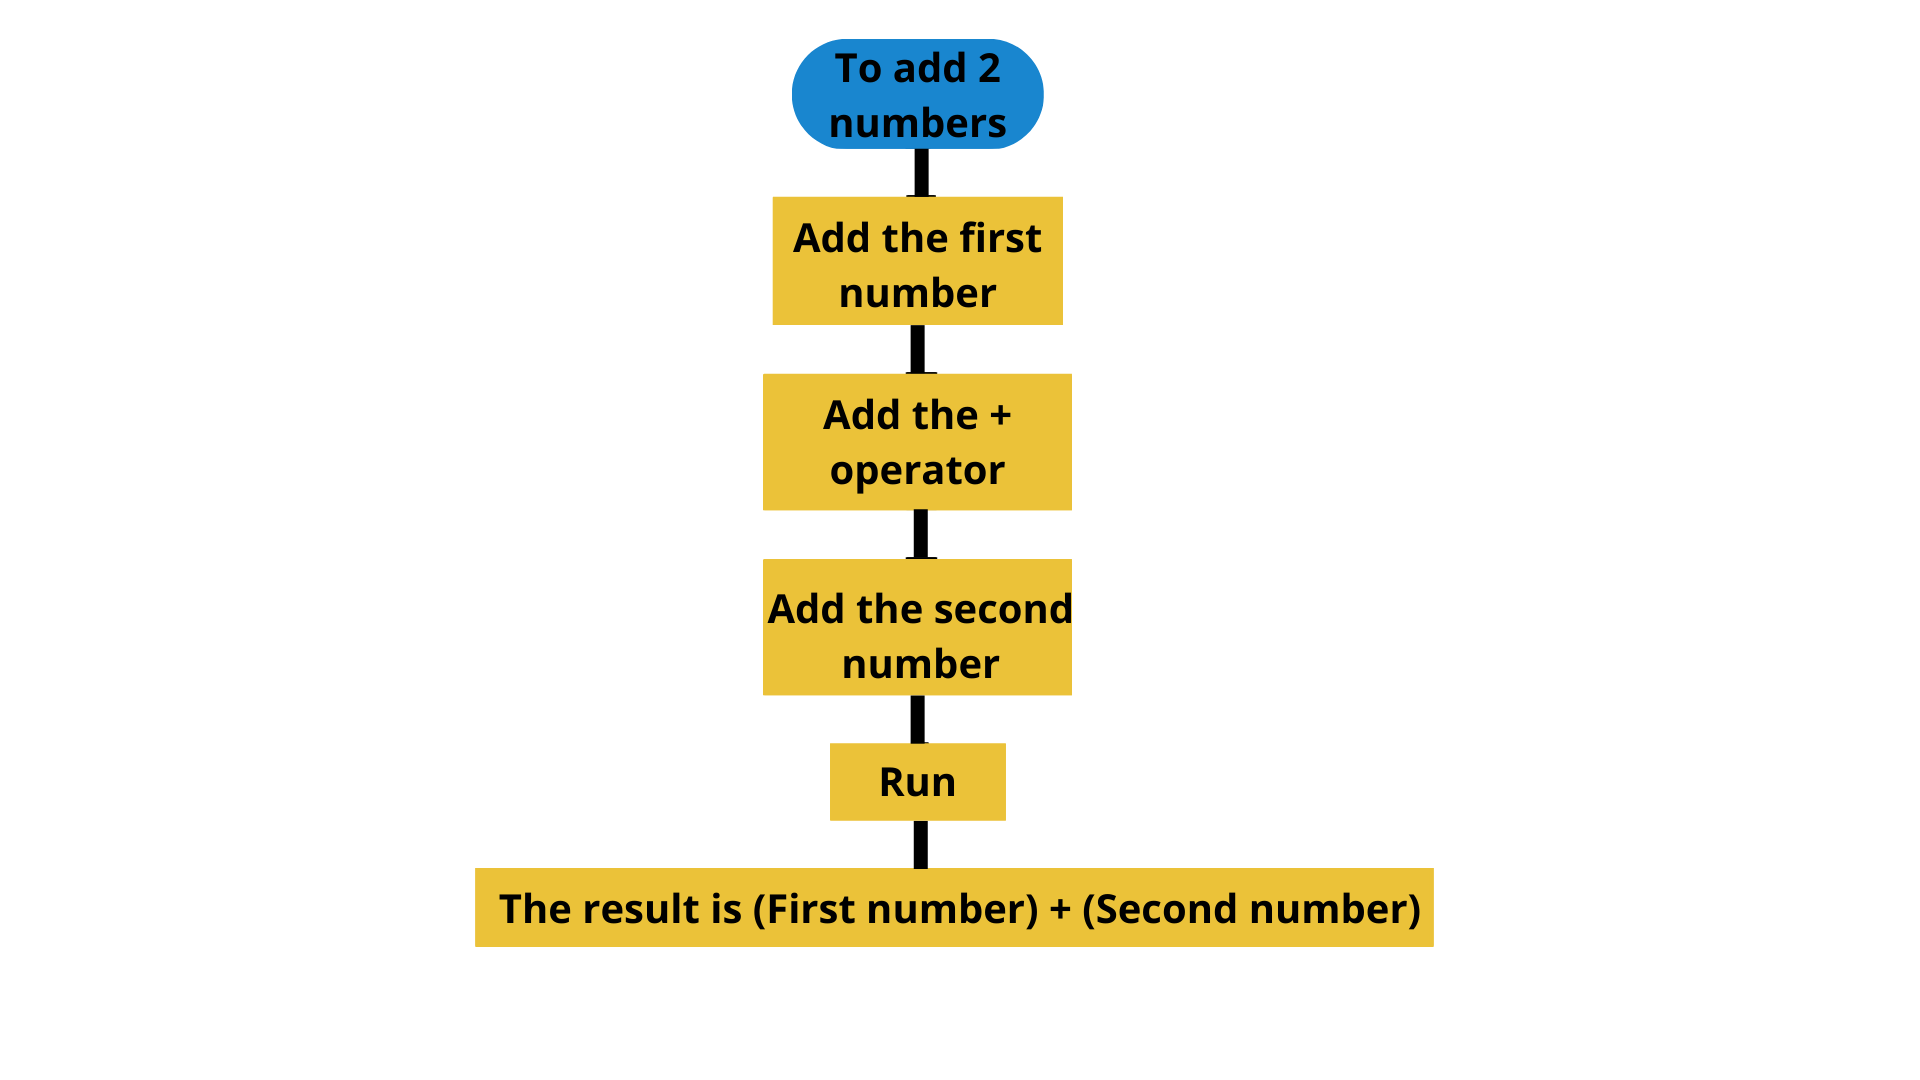 To add 2
numbers
Add the first
number
Add the +
operator
Add the second
number
Run
The result is (First number) + (Second number)